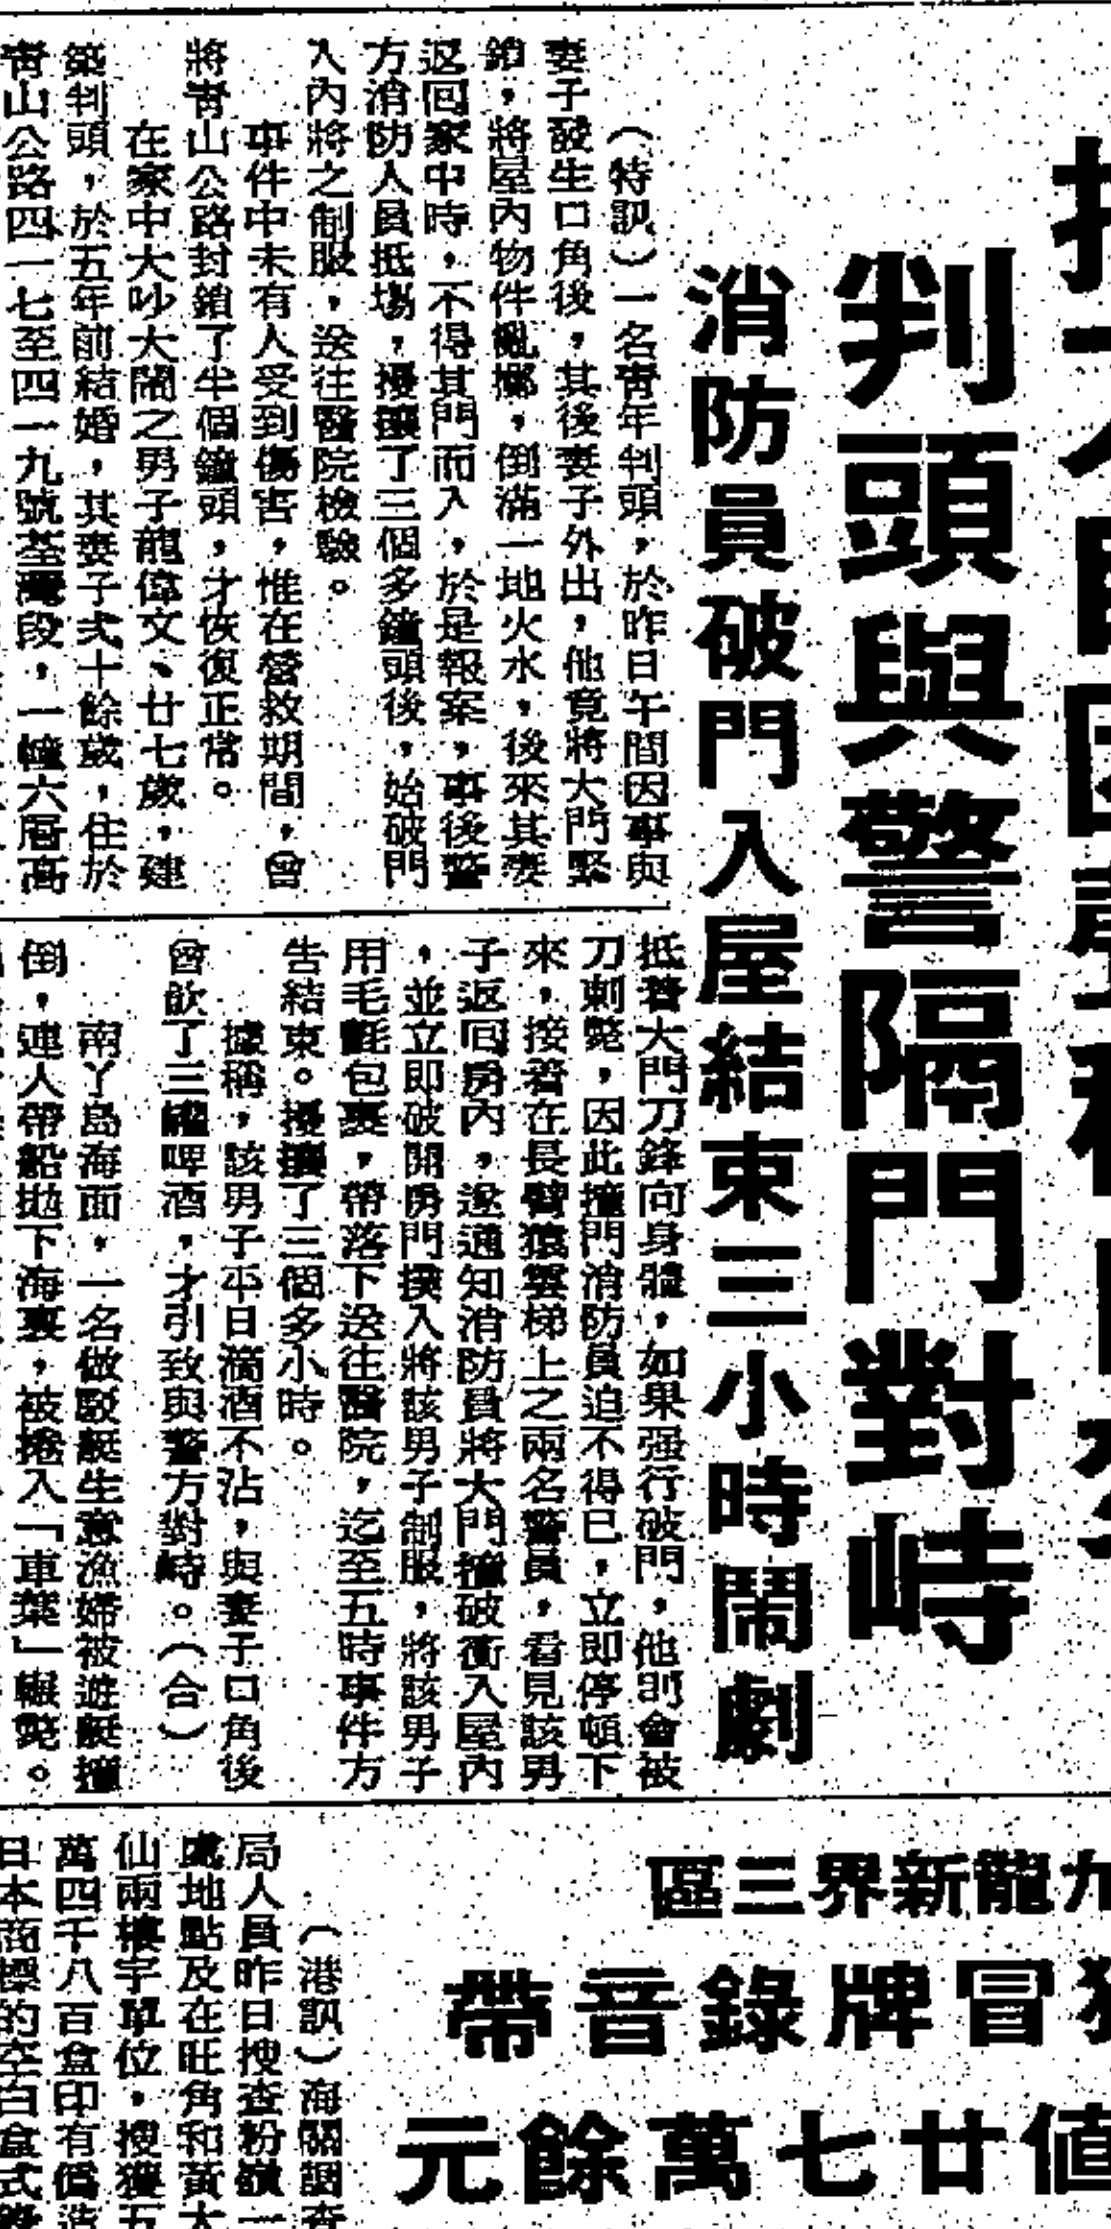 判頭與警隔門對峙
消防員破門入屋結束三小時鬧劇
（特訊）一名青年判頭，於昨日午間因事與
妻子發生口角後，其後妻子外出，他竟將大門緊
鎖，將屋內物件亂擲，倒滿一地火水，後來其妻
返回家中時，不得其門而入，於是報案，事後警
方消防人員抵場，擾攘了三個多鐘頭後，始破門
入內將之制服，送往醫院檢驗。
事件中未有人受到傷害，惟在營救期間，曾
將青山公路封鎖了半個鐘頭，才恢復正常。
在家中大吵大鬧之男子龍偉文、廿七歲，建
築判頭，於五年前結婚，其妻子弍十餘歲，住於
青山公路四一七至四一九號荃灣段，一幢六層高
抵着大門刀鋒向身體，如果强行破門，他則會被
刀刺斃，因此撞門消防員迫不得已，立即停頓下
來，接着在長臂猿雲梯上之兩名警員，看見該男
子返回房內，遂通知消防員將大門撞破衝入屋內
，並立即破開房門撲入將該男子制服，將該男子
用毛氈包裹，帶落下送往醫院，迄至五時事件方
告結束。擾攘了三個多小時。
據稱，該男子平日滴酒不沾，與妻子口角後
曾飲了三罐啤酒，才引致與警方對峙。（合）
南丫島海面，一名做駁艇生意漁婦被遊艇撞
倒，連人帶船拋下海裏，被捲入「車葉」輾斃。
九龍新界三區
冒牌錄音帶
值廿七萬餘元
（港訊）海關調查
局人員昨日搜查粉嶺一
處地點及在旺角和黃大
仙兩樓宇單位，搜獲五
萬四千八百盒印有偽造
日本商標的空白盒式